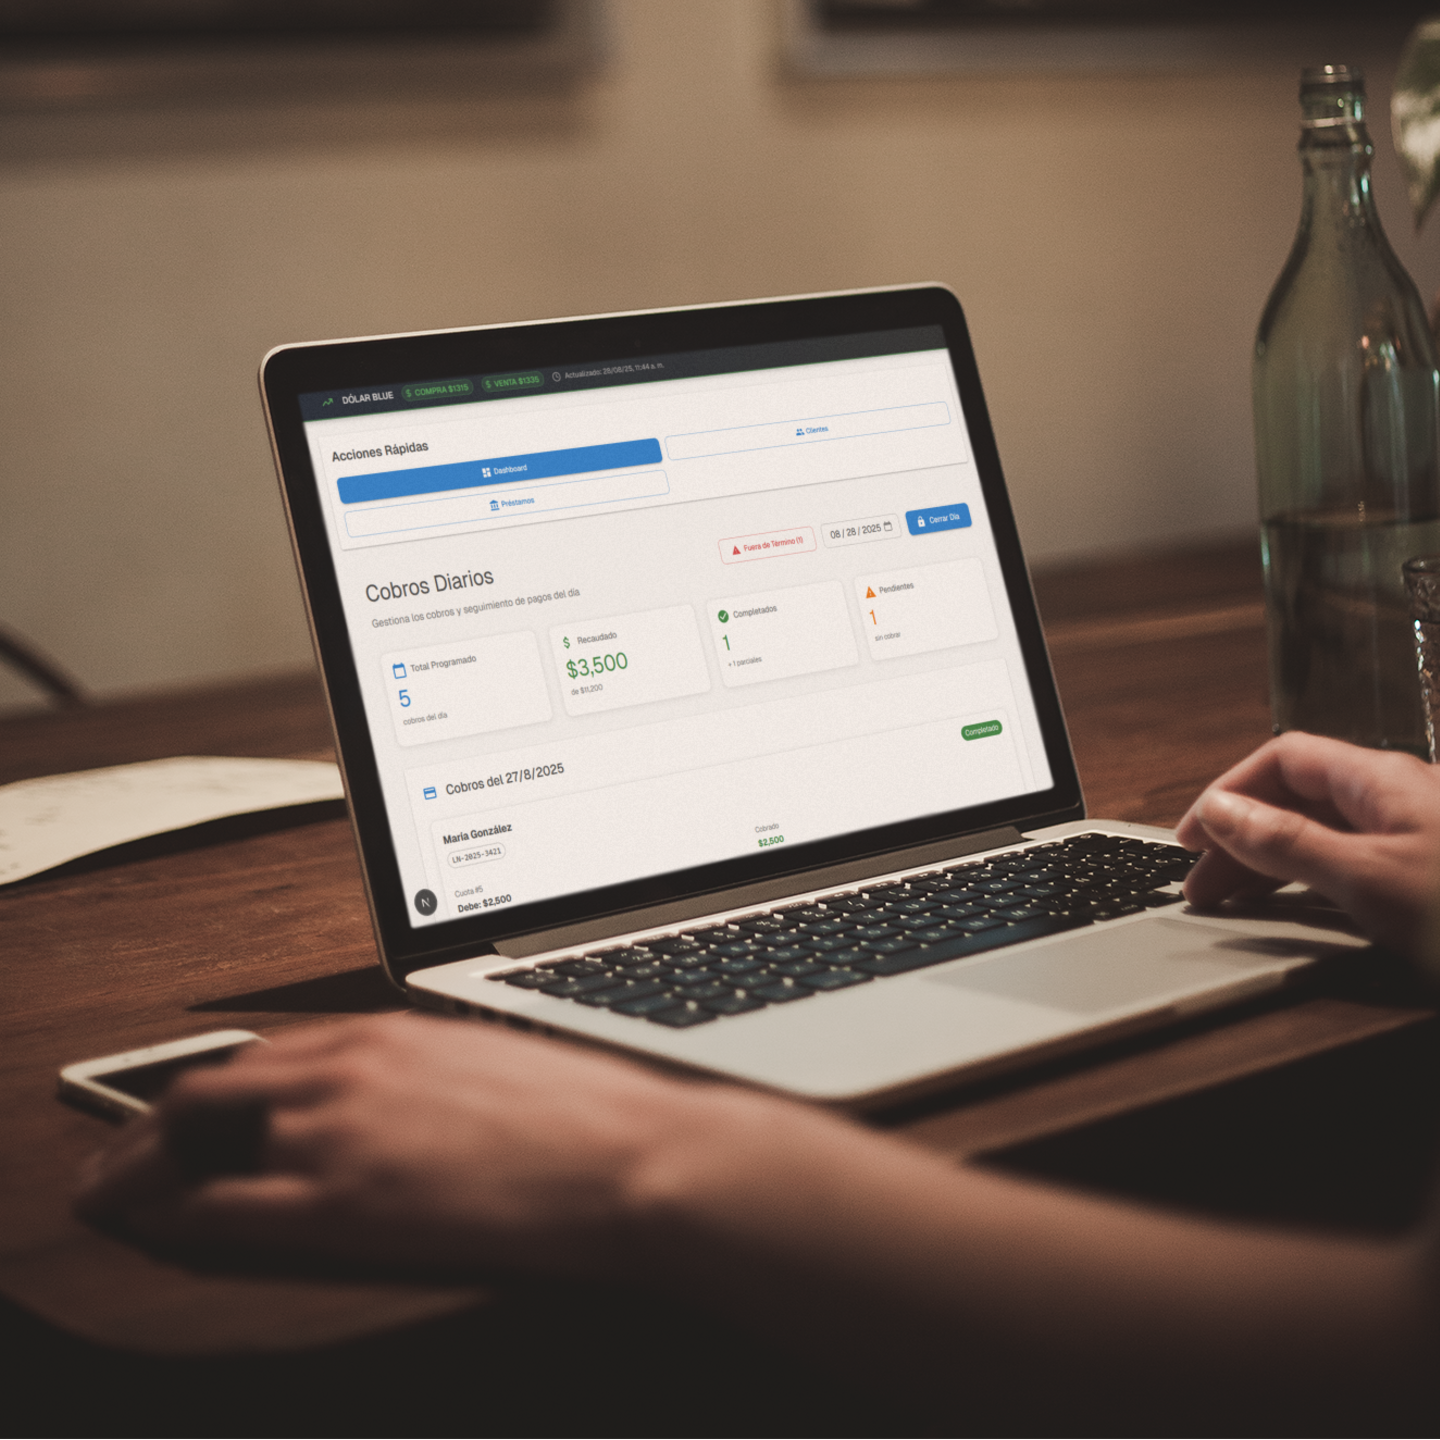 DÓLAR BLUE $ COMPRA $1315 $ VENTA $1335 Actualizado: 28/08/25, 11:44 a. m.
Acciones Rápidas
Dashboard
Clientes
Préstamos
Fuera de Término (1)
08 / 28 / 2025
Cerrar Día
Cobros Diarios
Gestiona los cobros y seguimiento de pagos del día
Total Programado
5
cobros del día
$ Recaudado
$3,500
de $11,200
Completados
1
+ 1 parciales
Pendientes
1
sin cobrar
Cobros del 27/8/2025
Completado
María González
LN-2025-3421
Cuota #5
Debe: $2,500
Cobrado
$2,500
N